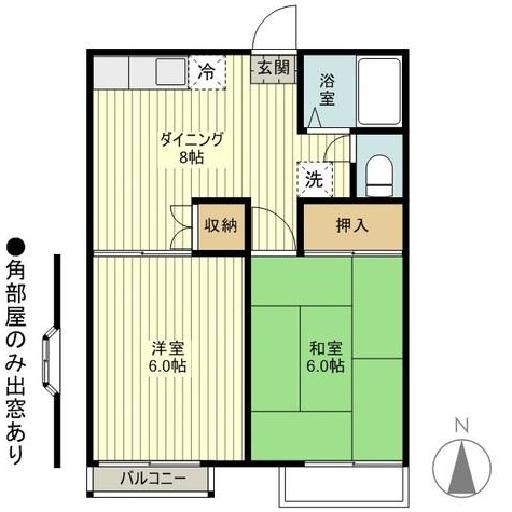 玄関
冷
浴
室
ダイニング
8帖
洗
収納
押入
洋室
6.0帖
和室
6.0帖
バルコニー
●角部屋のみ出窓あり
N